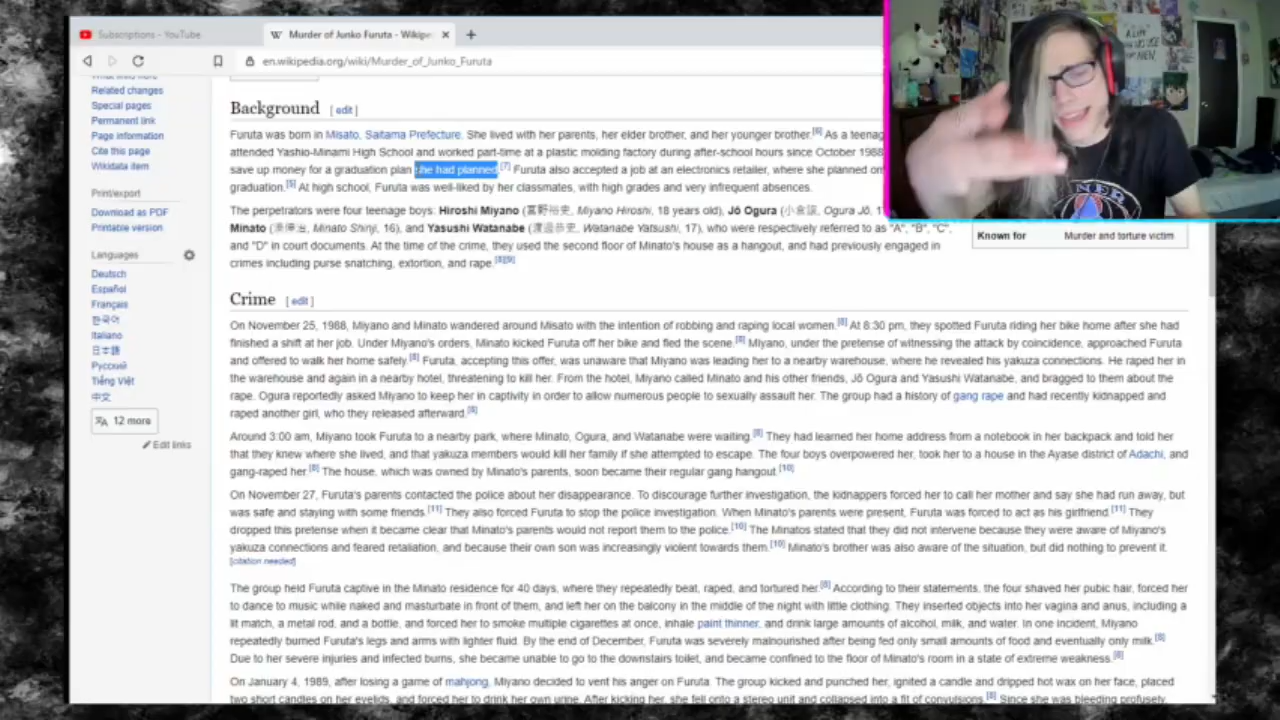 Subscriptions - YouTube
Murder of Junko Furuta - Wikipe
en.wikipedia.org/wiki/Murder_of_Junko_Furuta
What links here
Related changes
Special pages
Permanent link
Page information
Cite this page
Wikidata item
Print/export
Download as PDF
Printable version
Languages
Deutsch
Español
Français
한국어
Italiano
日本語
Русский
Tiếng Việt
中文
12 more
Edit links
Background [ edit ]
Furuta was born in Misato, Saitama Prefecture. She lived with her parents, her elder brother, and her younger brother.[6] As a teenag
attended Yashio-Minami High School and worked part-time at a plastic molding factory during after-school hours since October 1988
save up money for a graduation plan she had planned.[7] Furuta also accepted a job at an electronics retailer, where she planned on
graduation.[5] At high school, Furuta was well-liked by her classmates, with high grades and very infrequent absences.
The perpetrators were four teenage boys: Hiroshi Miyano (宮野裕史, Miyano Hiroshi, 18 years old), Jō Ogura (小倉譲, Ogura Jō, 1
Minato (湊伸治, Minato Shinji, 16), and Yasushi Watanabe (渡邊恭史, Watanabe Yatsushi, 17), who were respectively referred to as "A", "B", "C",
and "D" in court documents. At the time of the crime, they used the second floor of Minato's house as a hangout, and had previously engaged in
crimes including purse snatching, extortion, and rape.[8][9]
Known for Murder and torture victim
Crime [ edit ]
On November 25, 1988, Miyano and Minato wandered around Misato with the intention of robbing and raping local women.[8] At 8:30 pm, they spotted Furuta riding her bike home after she had
finished a shift at her job. Under Miyano's orders, Minato kicked Furuta off her bike and fled the scene.[8] Miyano, under the pretense of witnessing the attack by coincidence, approached Furuta
and offered to walk her home safely.[8] Furuta, accepting this offer, was unaware that Miyano was leading her to a nearby warehouse, where he revealed his yakuza connections. He raped her in
the warehouse and again in a nearby hotel, threatening to kill her. From the hotel, Miyano called Minato and his other friends, Jō Ogura and Yasushi Watanabe, and bragged to them about the
rape. Ogura reportedly asked Miyano to keep her in captivity in order to allow numerous people to sexually assault her. The group had a history of gang rape and had recently kidnapped and
raped another girl, who they released afterward.[8]
Around 3:00 am, Miyano took Furuta to a nearby park, where Minato, Ogura, and Watanabe were waiting.[8] They had learned her home address from a notebook in her backpack and told her
that they knew where she lived, and that yakuza members would kill her family if she attempted to escape. The four boys overpowered her, took her to a house in the Ayase district of Adachi, and
gang-raped her.[8] The house, which was owned by Minato's parents, soon became their regular gang hangout.[10]
On November 27, Furuta's parents contacted the police about her disappearance. To discourage further investigation, the kidnappers forced her to call her mother and say she had run away, but
was safe and staying with some friends.[11] They also forced Furuta to stop the police investigation. When Minato's parents were present, Furuta was forced to act as his girlfriend.[11] They
dropped this pretense when it became clear that Minato's parents would not report them to the police.[10] The Minatos stated that they did not intervene because they were aware of Miyano's
yakuza connections and feared retaliation, and because their own son was increasingly violent towards them.[10] Minato's brother was also aware of the situation, but did nothing to prevent it.
[citation needed]
The group held Furuta captive in the Minato residence for 40 days, where they repeatedly beat, raped, and tortured her.[8] According to their statements, the four shaved her pubic hair, forced her
to dance to music while naked and masturbate in front of them, and left her on the balcony in the middle of the night with little clothing. They inserted objects into her vagina and anus, including a
lit match, a metal rod, and a bottle, and forced her to smoke multiple cigarettes at once, inhale paint thinner, and drink large amounts of alcohol, milk, and water. In one incident, Miyano
repeatedly burned Furuta's legs and arms with lighter fluid. By the end of December, Furuta was severely malnourished after being fed only small amounts of food and eventually only milk.[8]
Due to her severe injuries and infected burns, she became unable to go to the downstairs toilet, and became confined to the floor of Minato's room in a state of extreme weakness.[8]
On January 4, 1989, after losing a game of mahjong, Miyano decided to vent his anger on Furuta. The group kicked and punched her, ignited a candle and dripped hot wax on her face, placed
two short candles on her eyelids, and forced her to drink her own urine. After kicking her, she fell onto a stereo unit and collapsed into a fit of convulsions.[8] Since she was bleeding profusely,